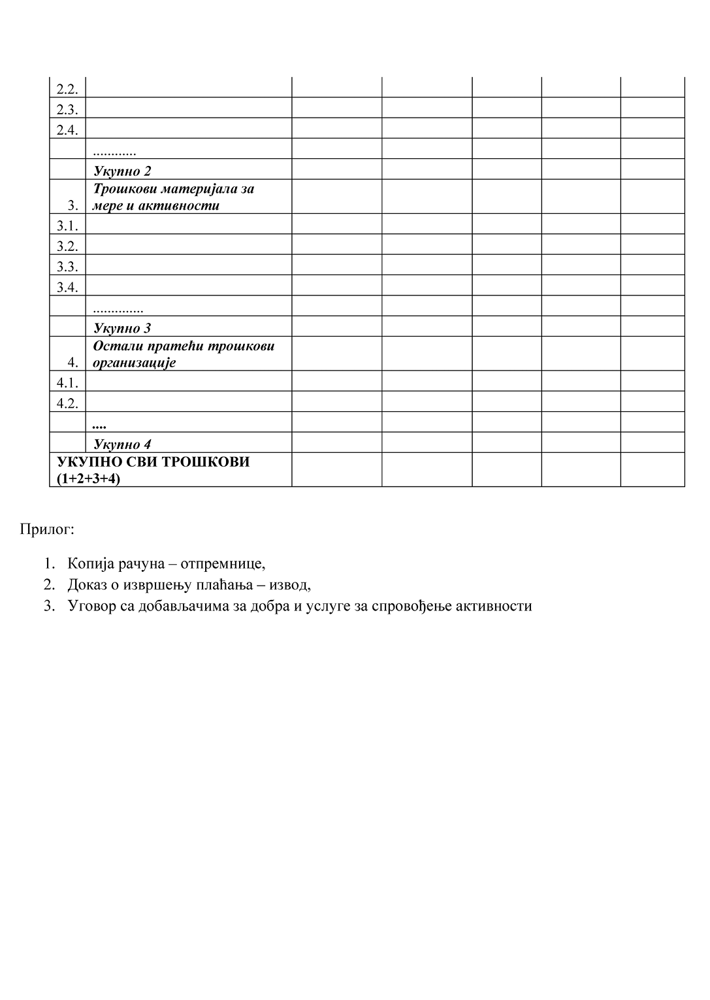 2.2.
2.3.
2.4.
............
Укупно 2
Трошкови материјала за
3. мере и активности
3.1.
3.2.
3.3.
3.4.
..............
Укупно 3
Остали пратећи трошкови
4. организације
4.1.
4.2.
....
Укупно 4
УКУПНО СВИ ТРОШКОВИ
(1+2+3+4)
Прилог:
1. Копија рачуна – отпремнице,
2. Доказ о извршењу плаћања – извод,
3. Уговор са добављачима за добра и услуге за спровођење активности